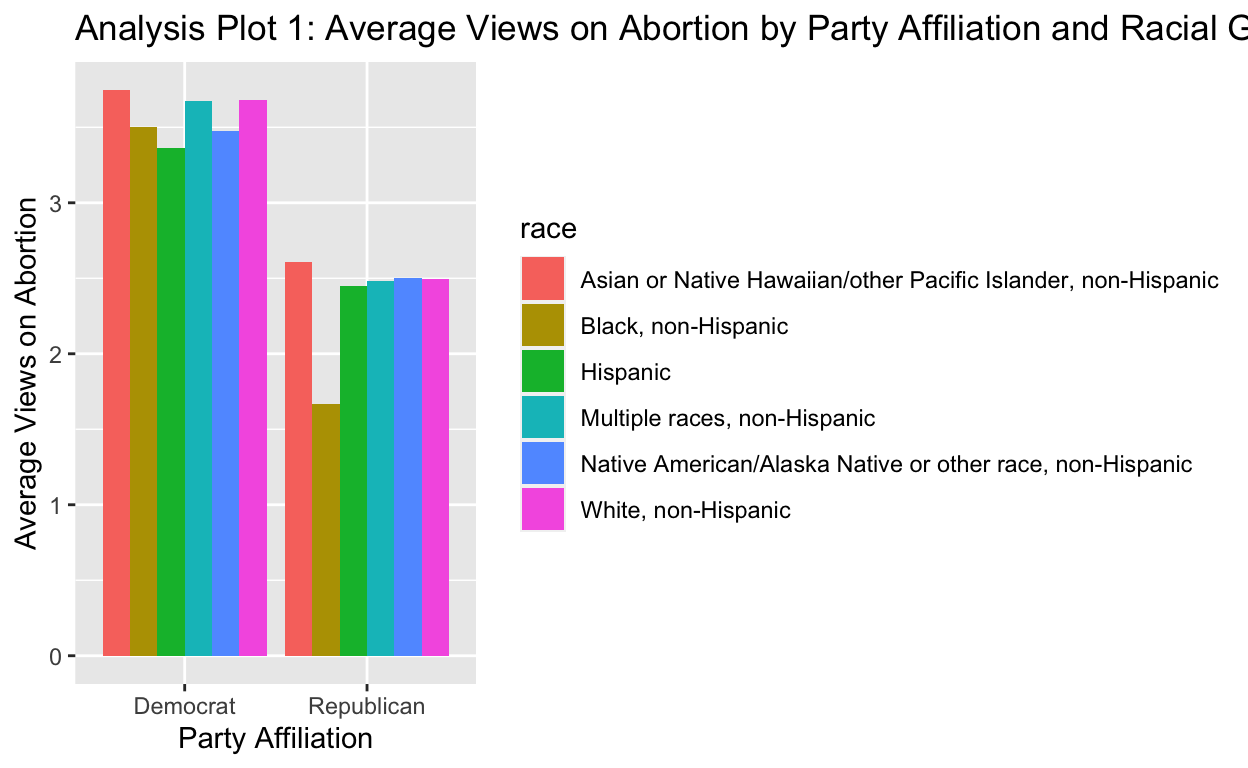 Analysis Plot 1: Average Views on Abortion by Party Affiliation and Racial G
Average Views on Abortion
3
2
1
0
Democrat Republican
Party Affiliation
race
Asian or Native Hawaiian/other Pacific Islander, non-Hispanic
Black, non-Hispanic
Hispanic
Multiple races, non-Hispanic
Native American/Alaska Native or other race, non-Hispanic
White, non-Hispanic